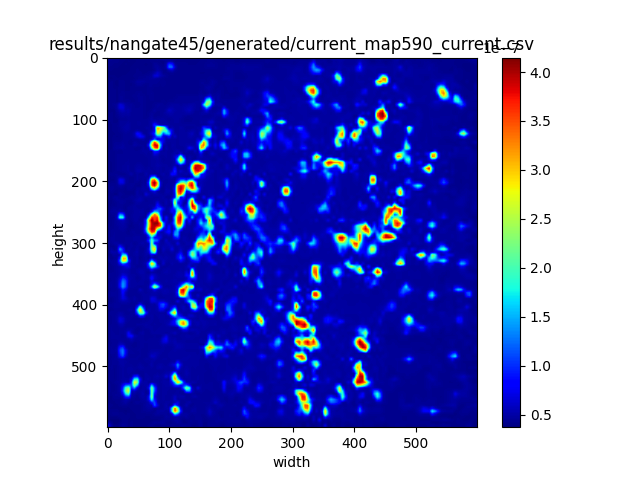 results/nangate45/generated/current_map590_current.csv
1e−7
0
100
200
300
400
500
height
0 100 200 300 400 500
width
4.0
3.5
3.0
2.5
2.0
1.5
1.0
0.5